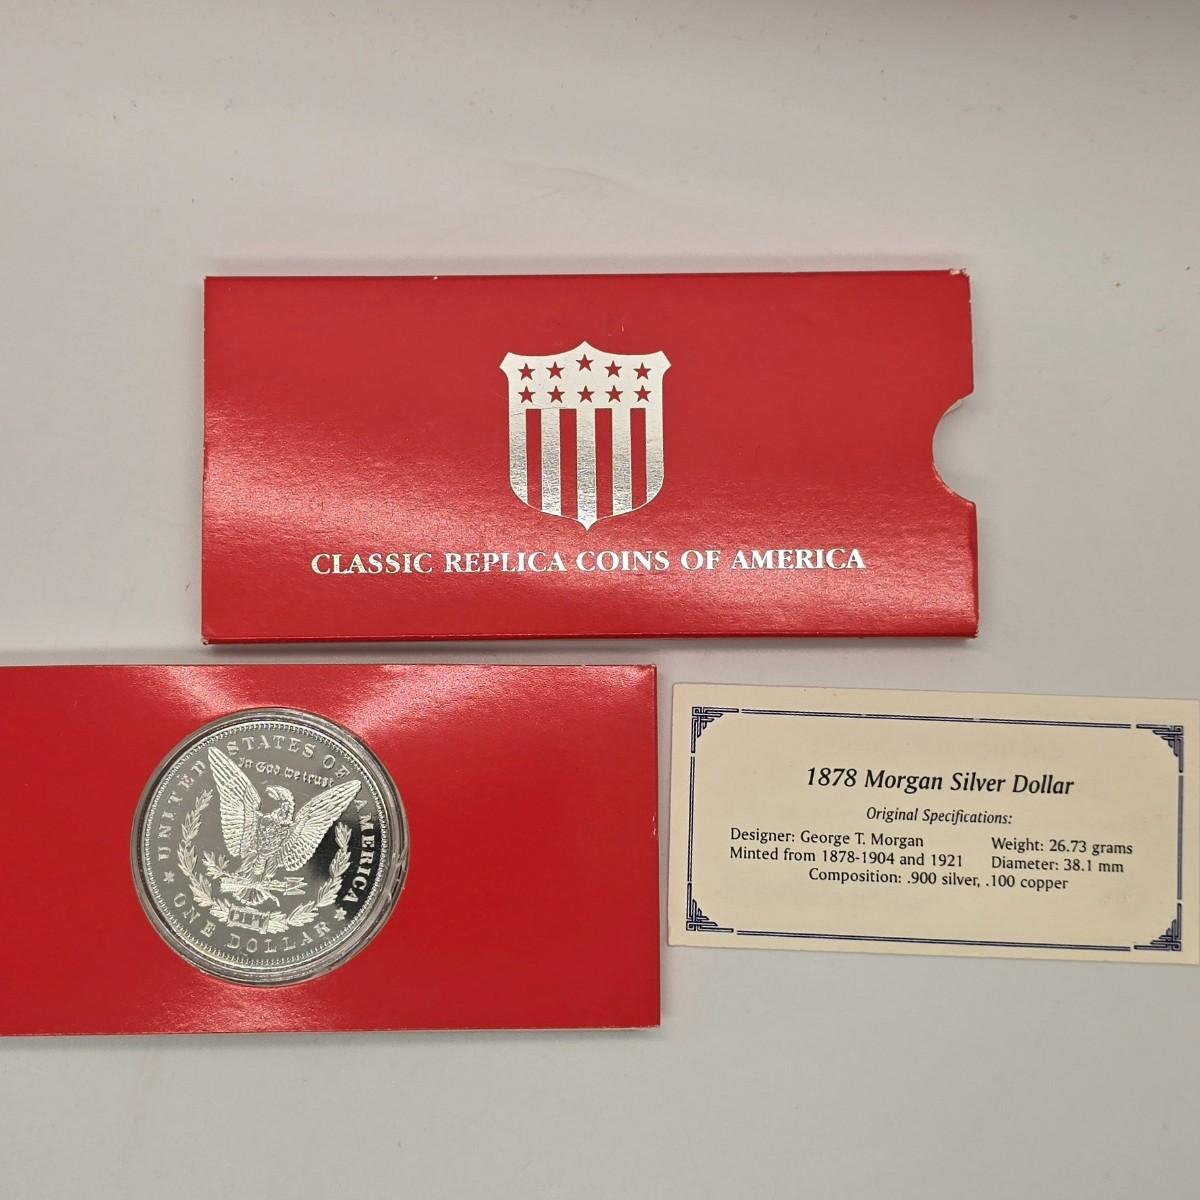 CLASSIC REPLICA COINS OF AMERICA
UNITED STATES OF AMERICA
In God we trust
COPY
ONE DOLLAR
1878 Morgan Silver Dollar
Original Specifications:
Designer: George T. Morgan
Weight: 26.73 grams
Minted from 1878-1904 and 1921
Diameter: 38.1 mm
Composition: .900 silver, .100 copper